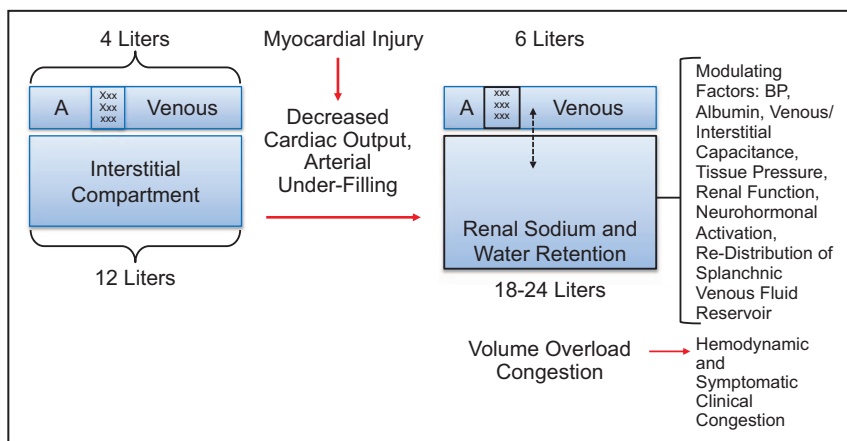 4 Liters
A
Xxx
Xxx
xxx
Venous
Interstitial
Compartment
12 Liters
Myocardial Injury
Decreased
Cardiac Output,
Arterial
Under-Filling
6 Liters
A
xxx
xxx
xxx
Venous
Renal Sodium and
Water Retention
18-24 Liters
Modulating
Factors: BP,
Albumin, Venous/
Interstitial
Capacitance,
Tissue Pressure,
Renal Function,
Neurohormonal
Activation,
Re-Distribution of
Splanchnic
Venous Fluid
Reservoir
Volume Overload
Congestion
Hemodynamic
and
Symptomatic
Clinical
Congestion